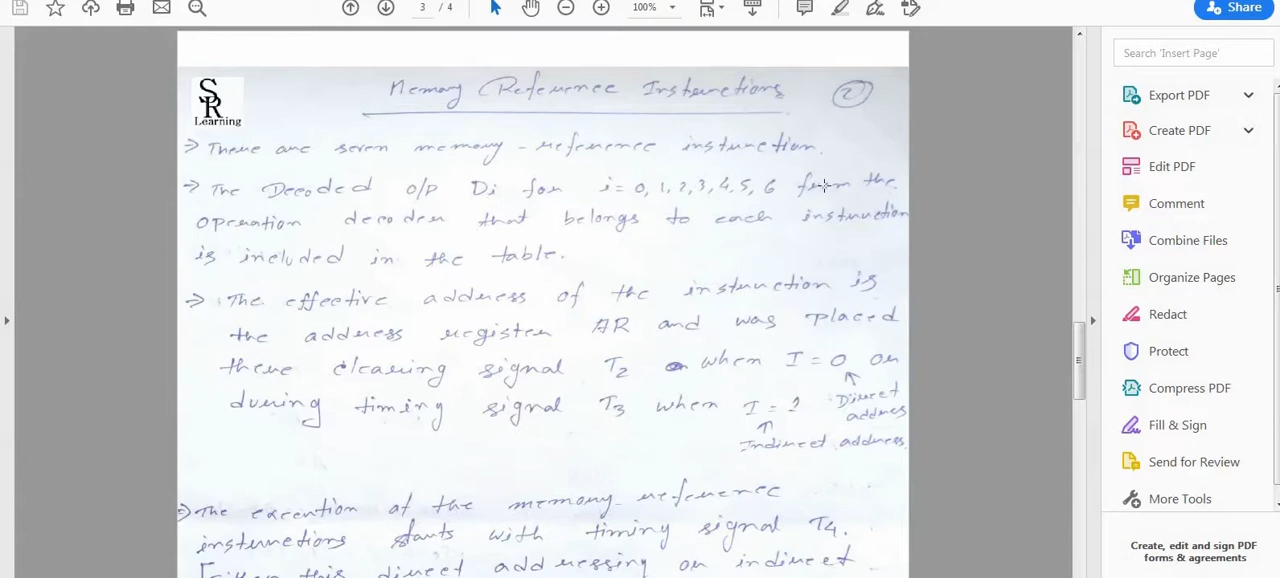 3 / 4
100%
Share
Search 'Insert Page'
Export PDF
Create PDF
Edit PDF
Comment
Combine Files
Organize Pages
Redact
Protect
Compress PDF
Fill & Sign
Send for Review
More Tools
Create, edit and sign PDF
forms & agreements
SR
Learning
Memory Reference Instructions
2
=> There are seven memory-reference instruction.
=> The Decoded O/P Di for i = 0, 1, 2, 3, 4, 5, 6 from the
operation decoder that belongs to each instruction
is included in the table.
=> The effective address of the instruction is
the address register AR and was placed
there clearing signal T2 when I = 0 or
during timing signal T3 when I = 1
Direct
address
Indirect address
=> The execution of the memory-reference
instructions starts with timing signal T4.
this direct addressing or indirect